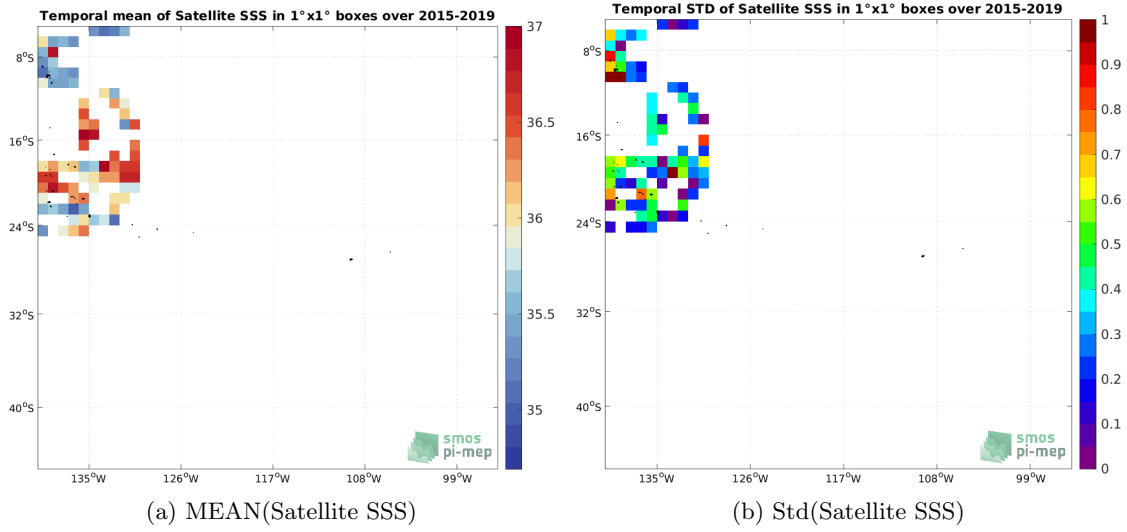 Temporal mean of Satellite SSS in 1°x1° boxes over 2015-2019
8°S
16°S
24°S
32°S
40°S
135°W 126°W 117°W 108°W 99°W
37
36.5
36
35.5
35
smos
pi-mep
(a) MEAN(Satellite SSS)
Temporal STD of Satellite SSS in 1°x1° boxes over 2015-2019
8°S
16°S
24°S
32°S
40°S
135°W 126°W 117°W 108°W 99°W
1
0.9
0.8
0.7
0.6
0.5
0.4
0.3
0.2
0.1
0
smos
pi-mep
(b) Std(Satellite SSS)